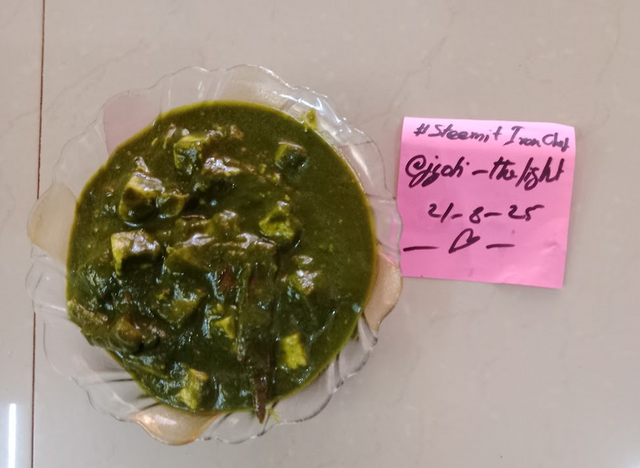 #Steemit Iron Chef
@jyoti-thelight
21-8-25